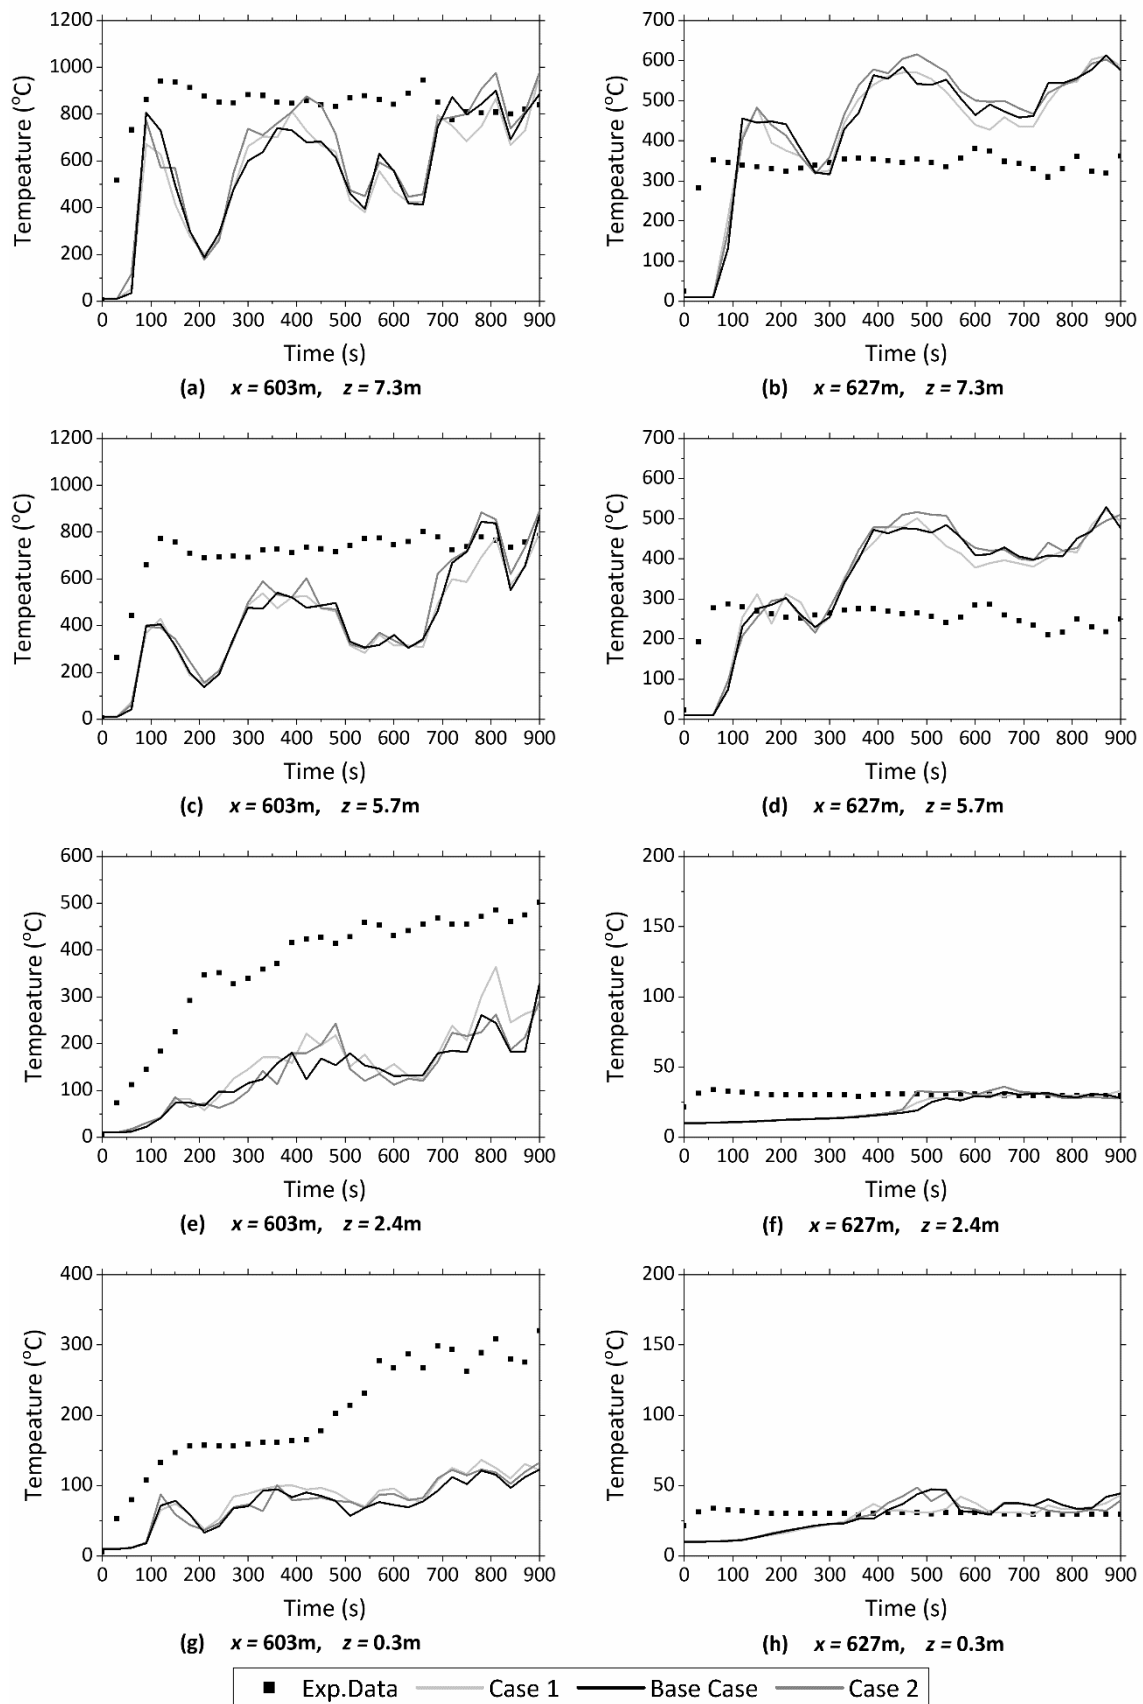 1200
1000
800
600
400
200
0
Tempeature (°C)
0 100 200 300 400 500 600 700 800 900
Time (s)
(a) x = 603m, z = 7.3m
700
600
500
400
300
200
100
0
Tempeature (°C)
0 100 200 300 400 500 600 700 800 900
Time (s)
(b) x = 627m, z = 7.3m
1200
1000
800
600
400
200
0
Tempeature (°C)
0 100 200 300 400 500 600 700 800 900
Time (s)
(c) x = 603m, z = 5.7m
700
600
500
400
300
200
100
0
Tempeature (°C)
0 100 200 300 400 500 600 700 800 900
Time (s)
(d) x = 627m, z = 5.7m
600
500
400
300
200
100
0
Tempeature (°C)
0 100 200 300 400 500 600 700 800 900
Time (s)
(e) x = 603m, z = 2.4m
200
150
100
50
0
Tempeature (°C)
0 100 200 300 400 500 600 700 800 900
Time (s)
(f) x = 627m, z = 2.4m
400
300
200
100
0
Tempeature (°C)
0 100 200 300 400 500 600 700 800 900
Time (s)
(g) x = 603m, z = 0.3m
200
150
100
50
0
Tempeature (°C)
0 100 200 300 400 500 600 700 800 900
Time (s)
(h) x = 627m, z = 0.3m
Exp.Data Case 1 Base Case Case 2